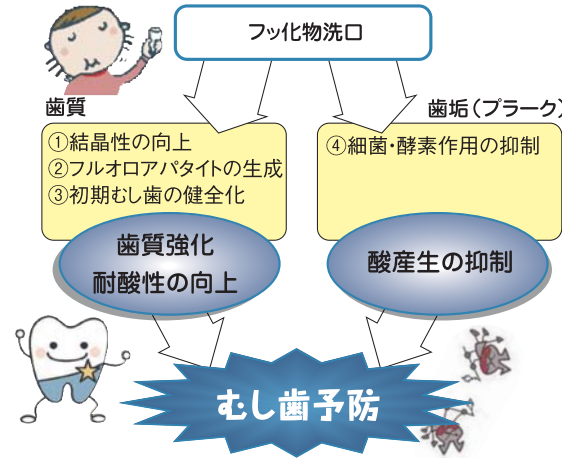 フッ化物洗口
歯質
①結晶性の向上
②フルオロアパタイトの生成
③初期むし歯の健全化
歯質強化
耐酸性の向上
歯垢(プラーク)
④細菌・酵素作用の抑制
酸産生の抑制
むし歯予防